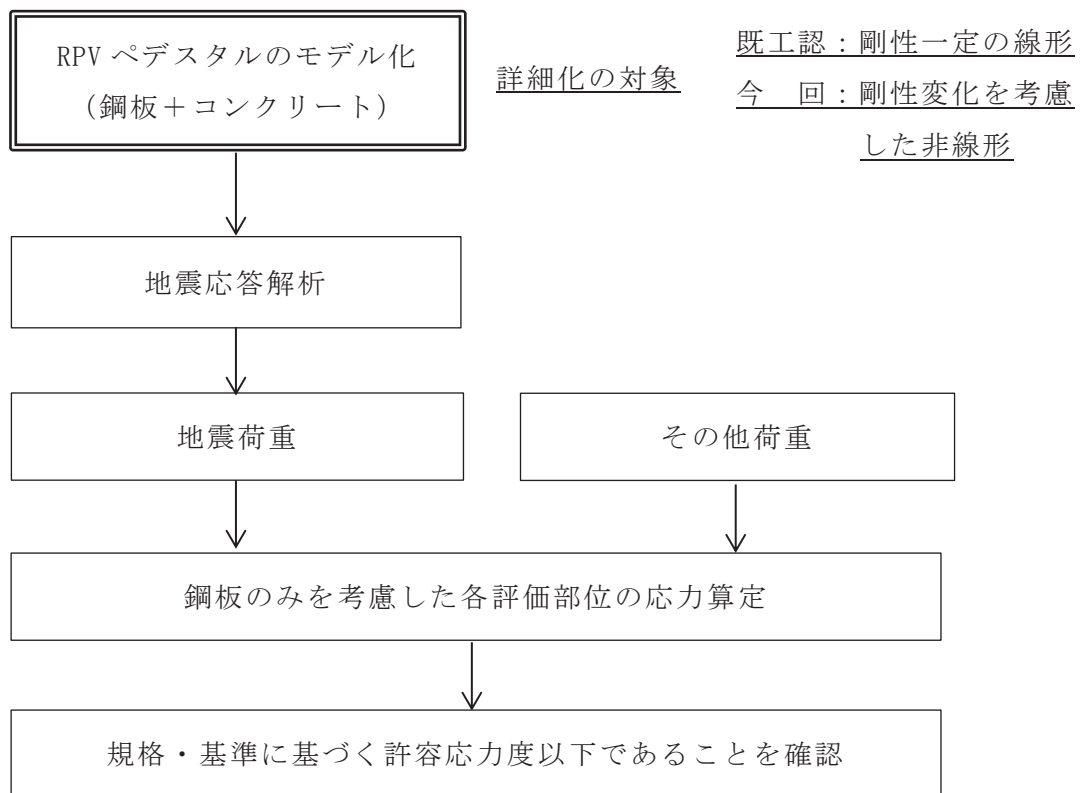 RPV ペデスタルのモデル化
(鋼板+コンクリート)
詳細化の対象
既工認:剛性一定の線形
今 回:剛性変化を考慮
した非線形
地震応答解析
地震荷重
その他荷重
鋼板のみを考慮した各評価部位の応力算定
規格・基準に基づく許容応力度以下であることを確認